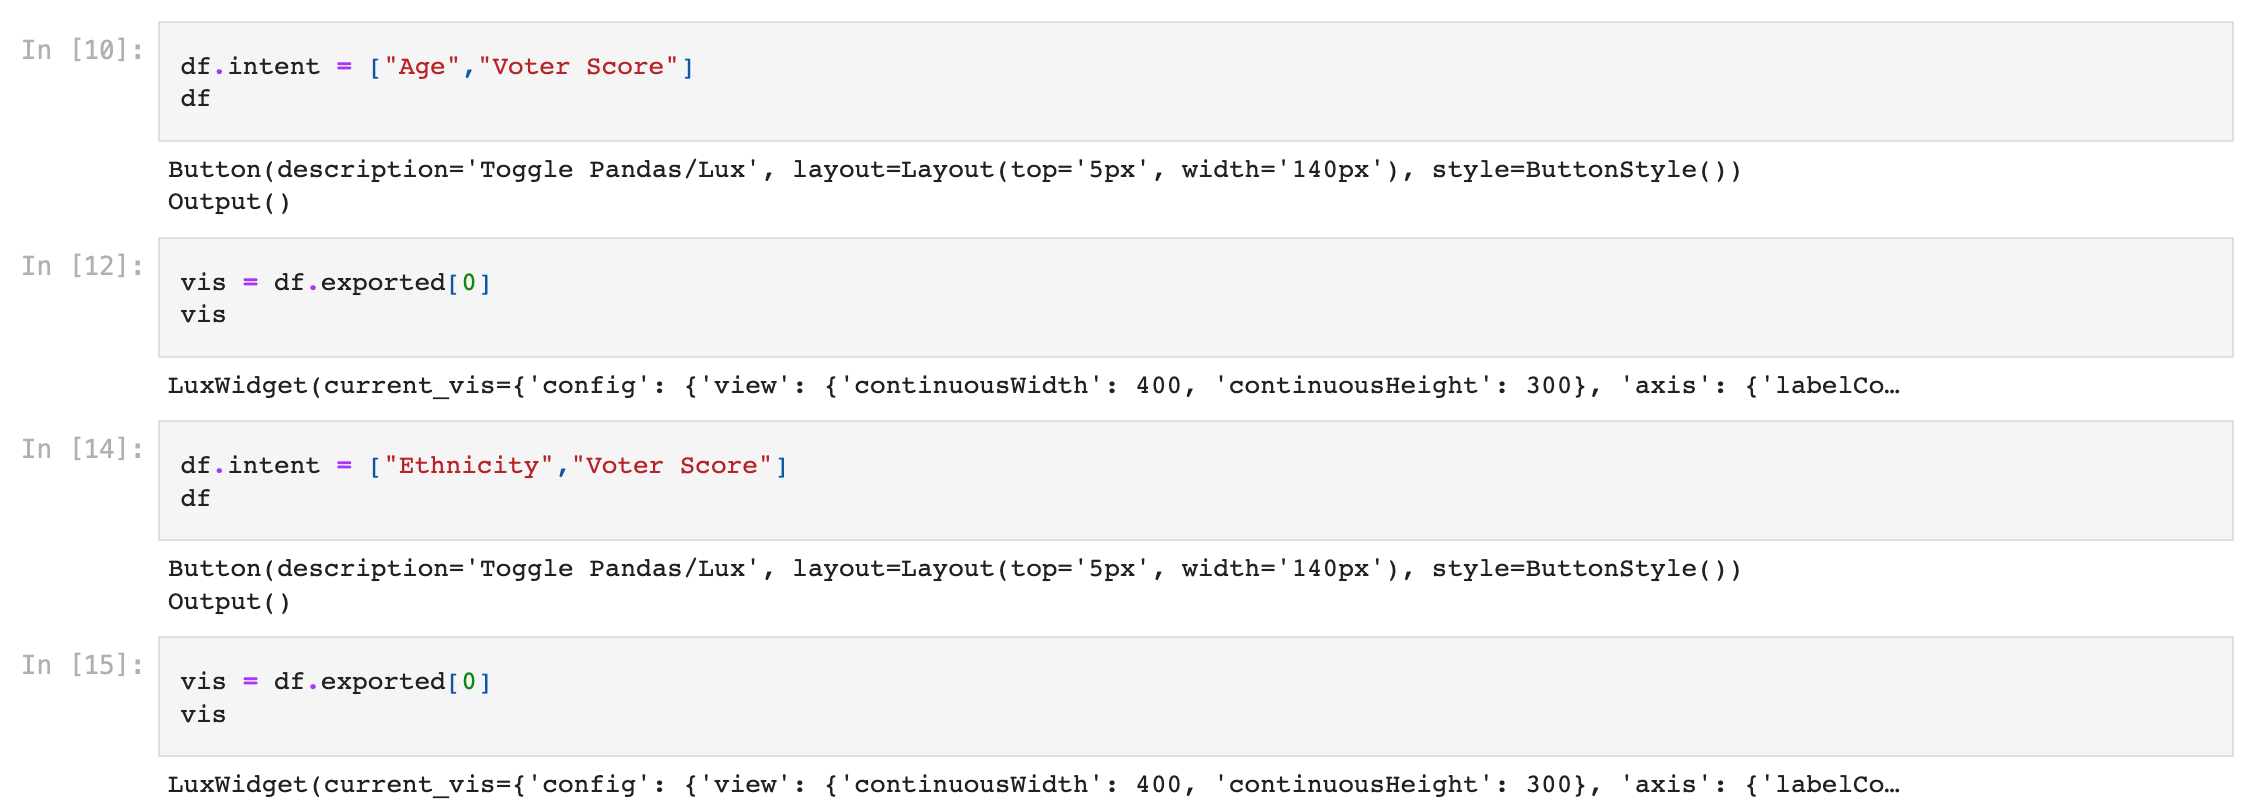 In [10]:
df.intent = ["Age","Voter Score"]
df
Button(description='Toggle Pandas/Lux', layout=Layout(top='5px', width='140px'), style=ButtonStyle())
Output()
In [12]:
vis = df.exported[0]
vis
LuxWidget(current_vis={'config': {'view': {'continuousWidth': 400, 'continuousHeight': 300}, 'axis': {'labelCo…
In [14]:
df.intent = ["Ethnicity","Voter Score"]
df
Button(description='Toggle Pandas/Lux', layout=Layout(top='5px', width='140px'), style=ButtonStyle())
Output()
In [15]:
vis = df.exported[0]
vis
LuxWidget(current_vis={'config': {'view': {'continuousWidth': 400, 'continuousHeight': 300}, 'axis': {'labelCo…